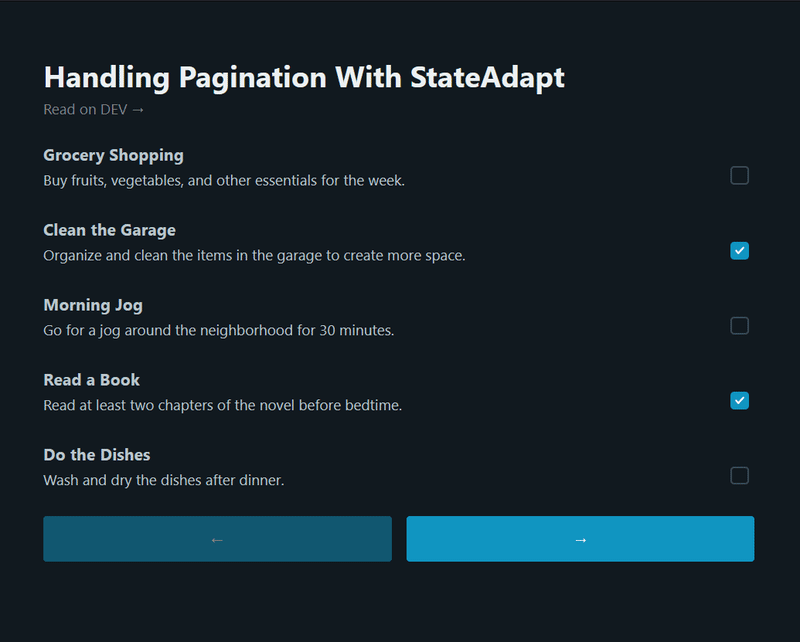 Handling Pagination With StateAdapt
Read on DEV →
Grocery Shopping
Buy fruits, vegetables, and other essentials for the week.
Clean the Garage
Organize and clean the items in the garage to create more space.
Morning Jog
Go for a jog around the neighborhood for 30 minutes.
Read a Book
Read at least two chapters of the novel before bedtime.
Do the Dishes
Wash and dry the dishes after dinner.
← →